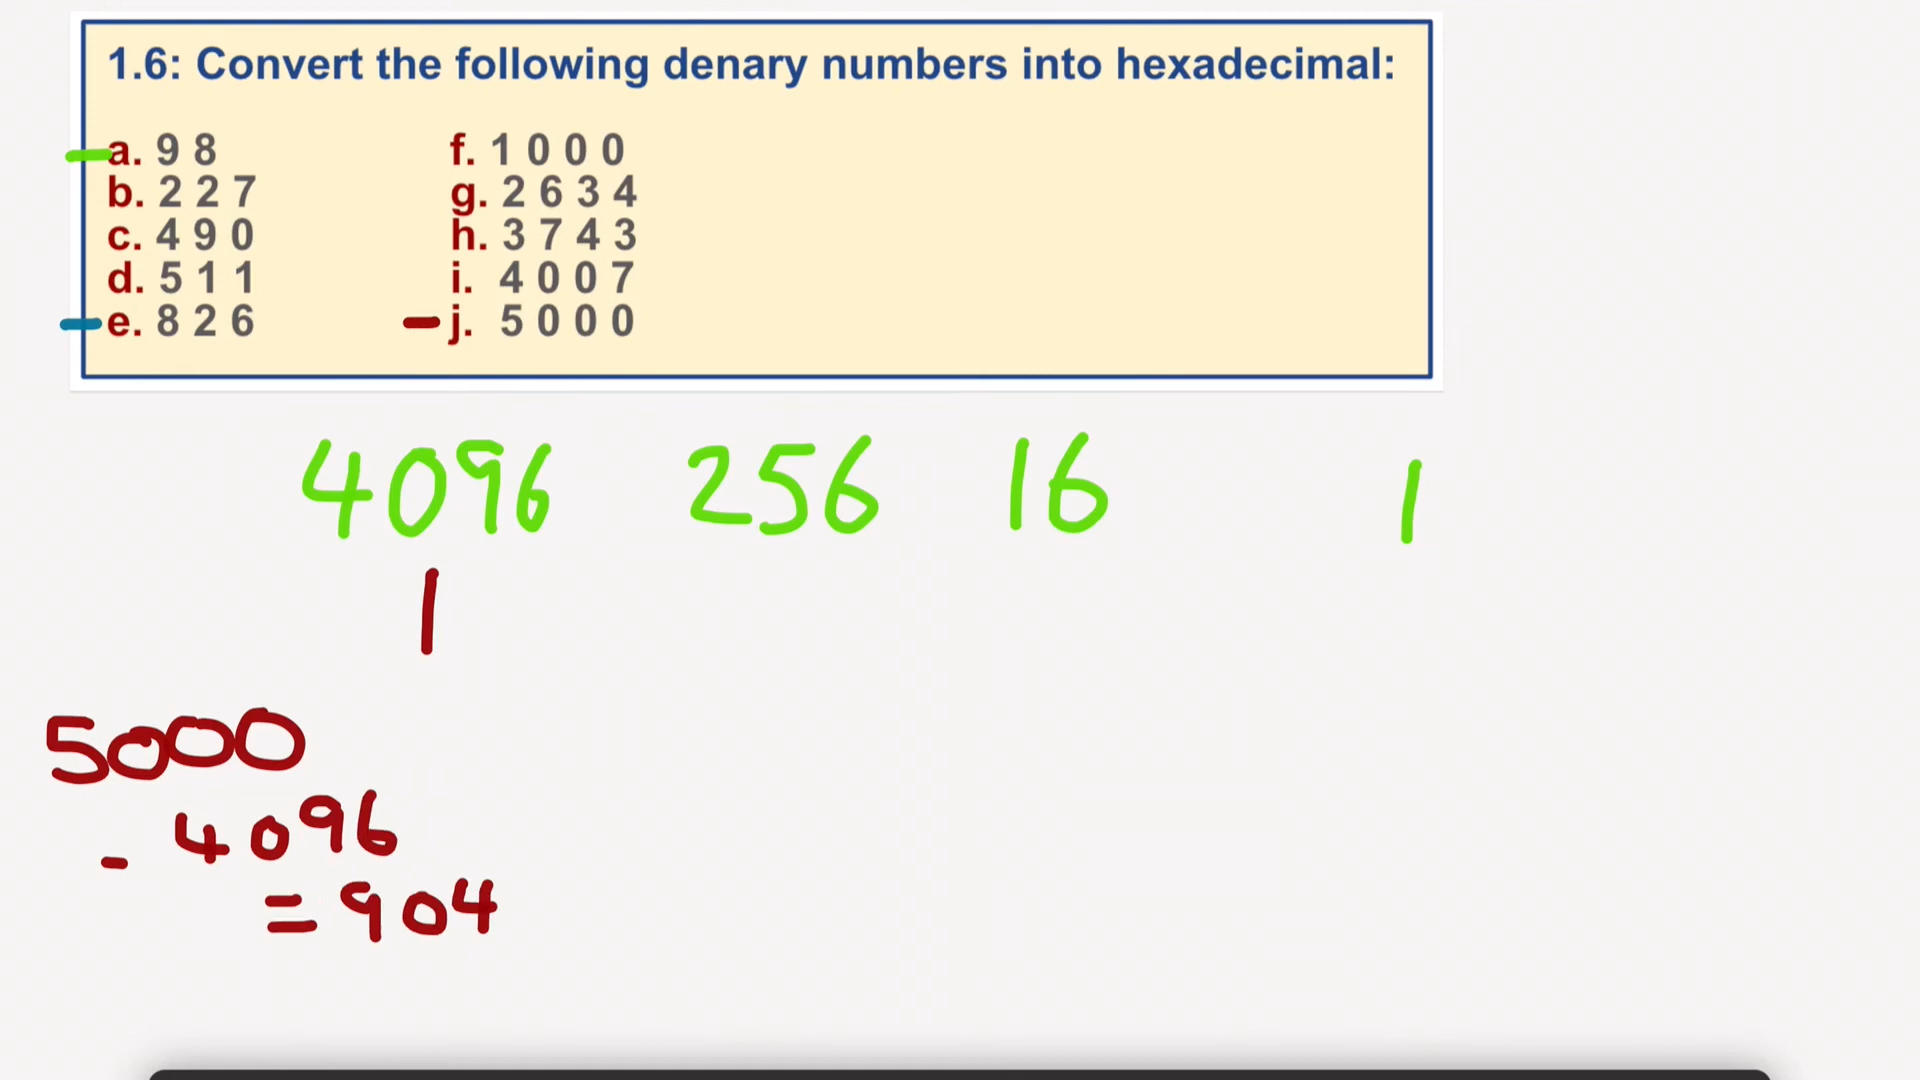 1.6: Convert the following denary numbers into hexadecimal:
a. 9 8
b. 2 2 7
c. 4 9 0
d. 5 1 1
e. 8 2 6
f. 1 0 0 0
g. 2 6 3 4
h. 3 7 4 3
i. 4 0 0 7
j. 5 0 0 0
4096 256 16 1
1
5000
- 4096
= 904